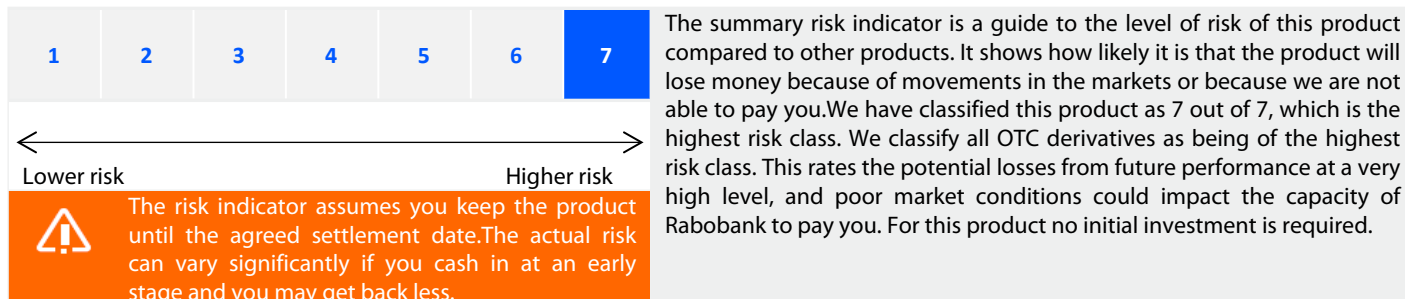 1 2 3 4 5 6 7
Lower risk Higher risk
The risk indicator assumes you keep the product
until the agreed settlement date.The actual risk
can vary significantly if you cash in at an early
stage and you may get back less.
The summary risk indicator is a guide to the level of risk of this product
compared to other products. It shows how likely it is that the product will
lose money because of movements in the markets or because we are not
able to pay you.We have classified this product as 7 out of 7, which is the
highest risk class. We classify all OTC derivatives as being of the highest
risk class. This rates the potential losses from future performance at a very
high level, and poor market conditions could impact the capacity of
Rabobank to pay you. For this product no initial investment is required.